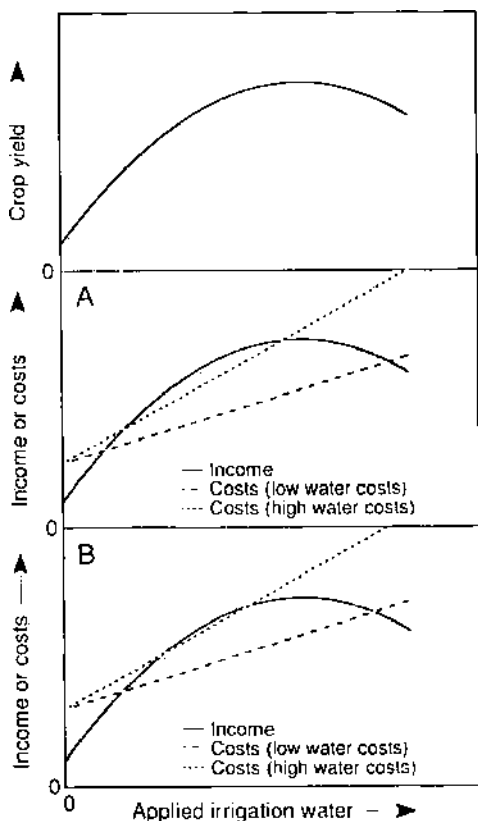 Crop yield
0
A
Income or costs
Income
Costs (low water costs)
Costs (high water costs)
0
B
Income or costs
Income
Costs (low water costs)
Costs (high water costs)
0
0
Applied irrigation water